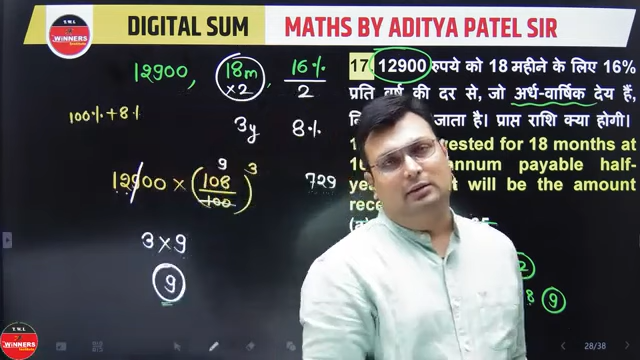 T.W.I.
WiNNERS
Institute
DIGITAL SUM
MATHS BY ADITYA PATEL SIR
12900, 18m 16%
×2 2
100% + 8%
3y 8%
9
12900 × (108/100)³ 729
3 × 9
9
17. 12900 रुपये को 18 महीने के लिए 16%
प्रति वर्ष की दर से, जो अर्ध-वार्षिक देय हैं,
जाता है। प्राप्त राशि क्या होगी।
vested for 18 months at
annum payable half-
will be the amount
(a)
2
8 9
T.W.I.
WiNNERS
Institute
28/38